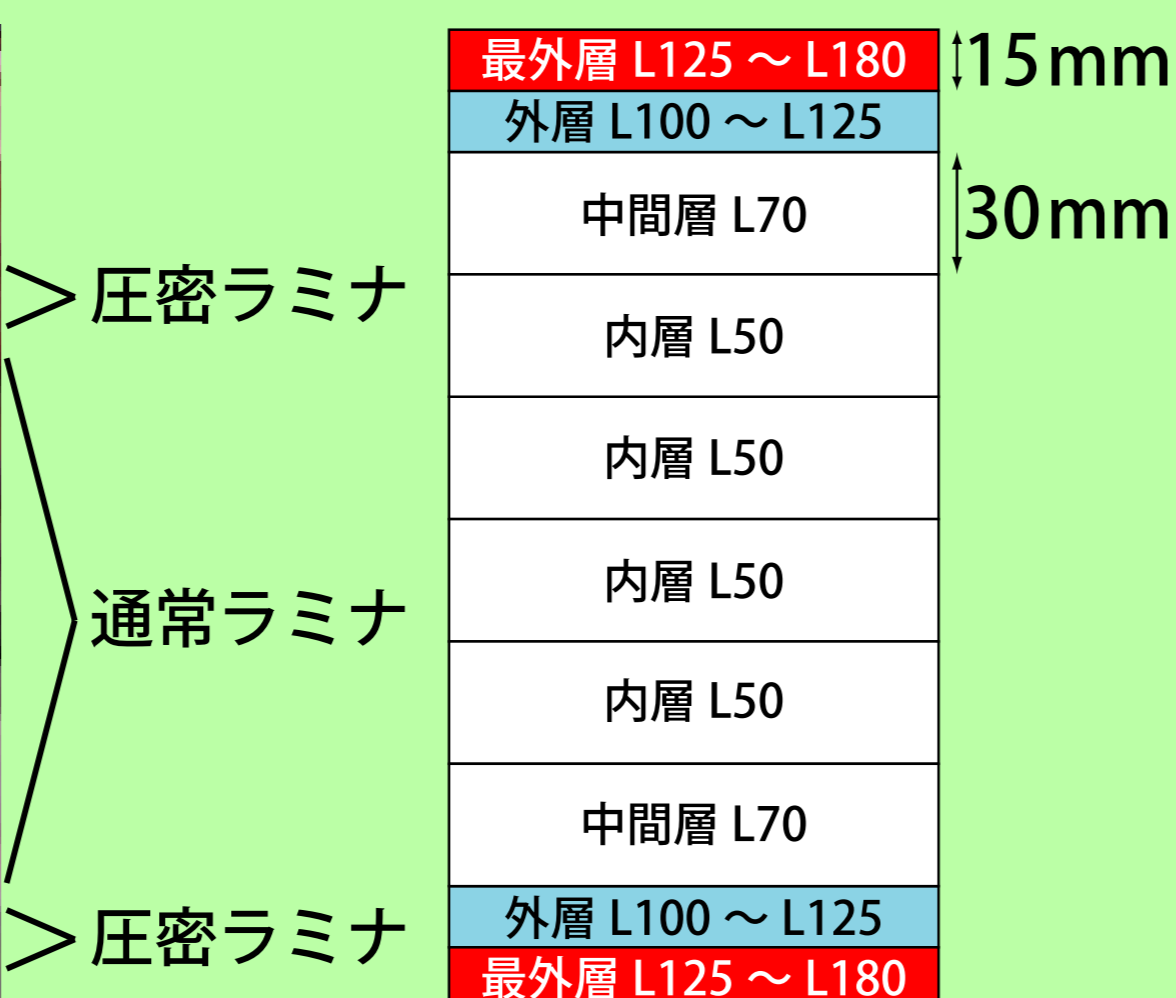 最外層 L125 ～ L180
15mm
外層 L100 ～ L125
中間層 L70
30mm
圧密ラミナ
内層 L50
内層 L50
内層 L50
通常ラミナ
内層 L50
中間層 L70
外層 L100 ～ L125
圧密ラミナ
最外層 L125 ～ L180